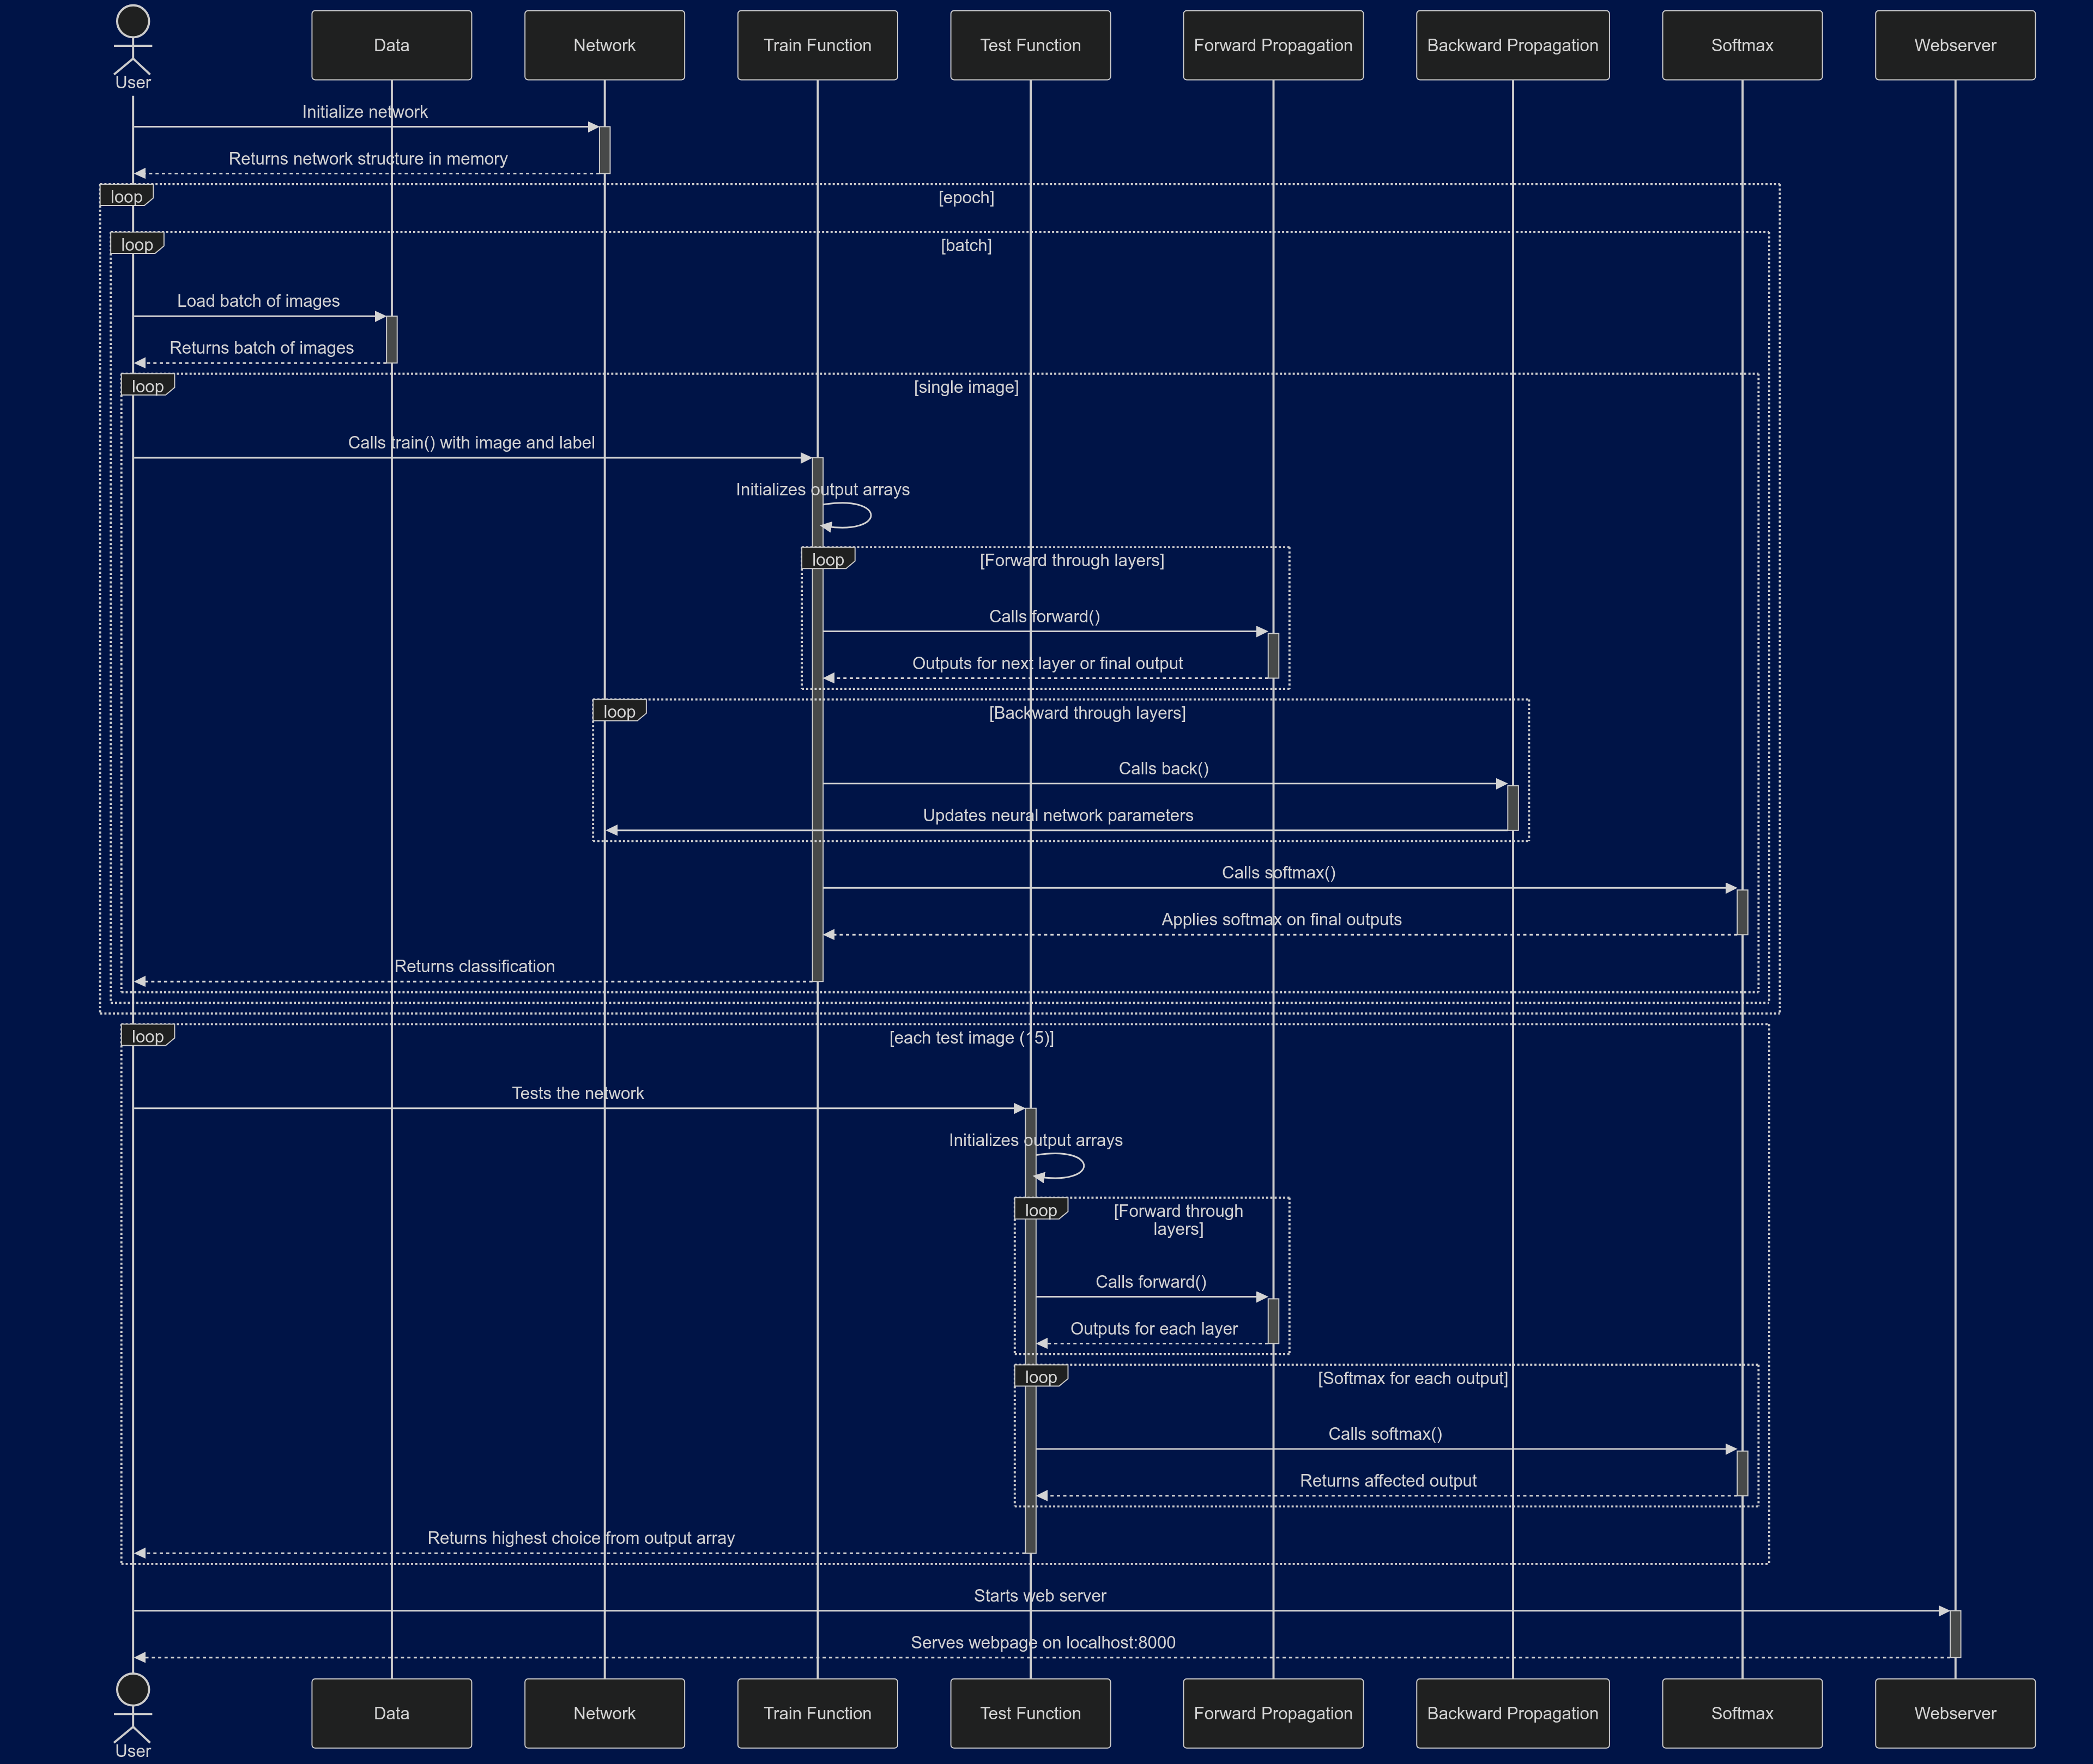 User
Data
Network
Train Function
Test Function
Forward Propagation
Backward Propagation
Softmax
Webserver
Initialize network
Returns network structure in memory
loop
[epoch]
loop
[batch]
Load batch of images
Returns batch of images
loop
[single image]
Calls train() with image and label
Initializes output arrays
loop
[Forward through layers]
Calls forward()
Outputs for next layer or final output
loop
[Backward through layers]
Calls back()
Updates neural network parameters
Calls softmax()
Applies softmax on final outputs
Returns classification
loop
[each test image (15)]
Tests the network
Initializes output arrays
loop
[Forward through
layers]
Calls forward()
Outputs for each layer
loop
[Softmax for each output]
Calls softmax()
Returns affected output
Returns highest choice from output array
Starts web server
Serves webpage on localhost:8000
User
Data
Network
Train Function
Test Function
Forward Propagation
Backward Propagation
Softmax
Webserver